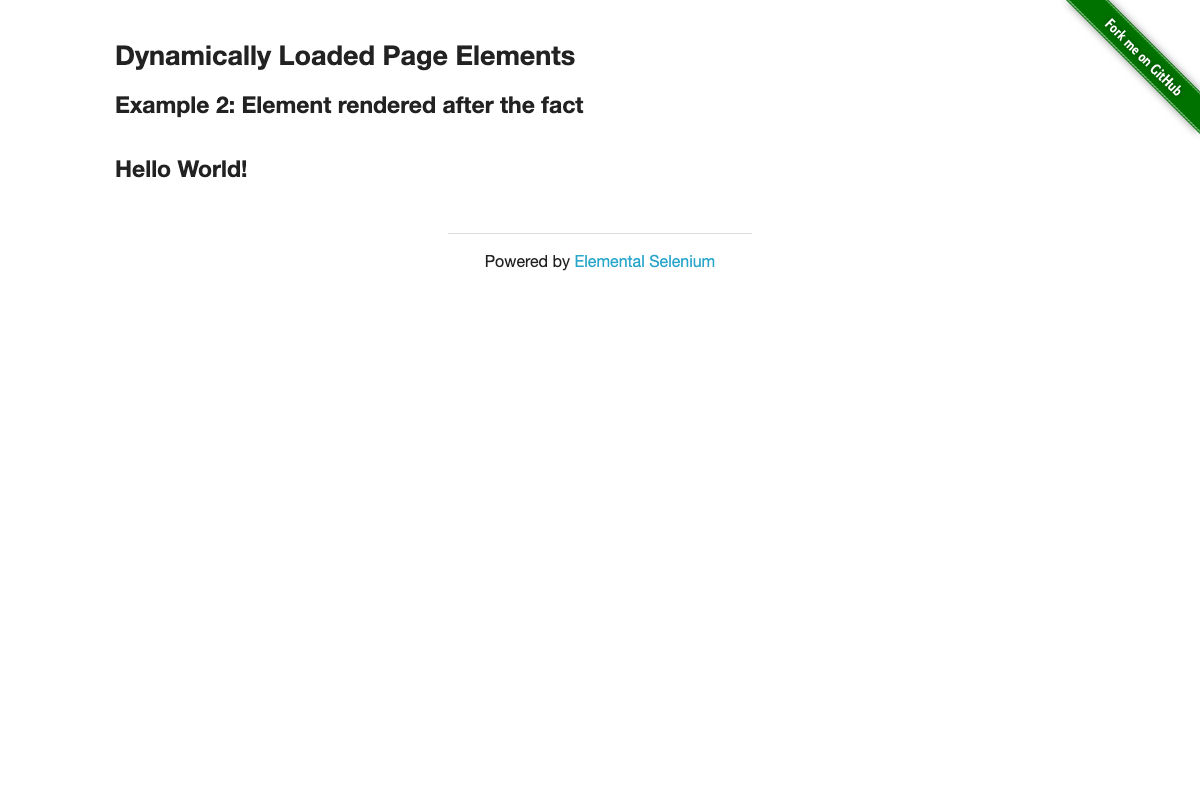 Fork me on GitHub
Dynamically Loaded Page Elements
Example 2: Element rendered after the fact
Hello World!
Powered by Elemental Selenium